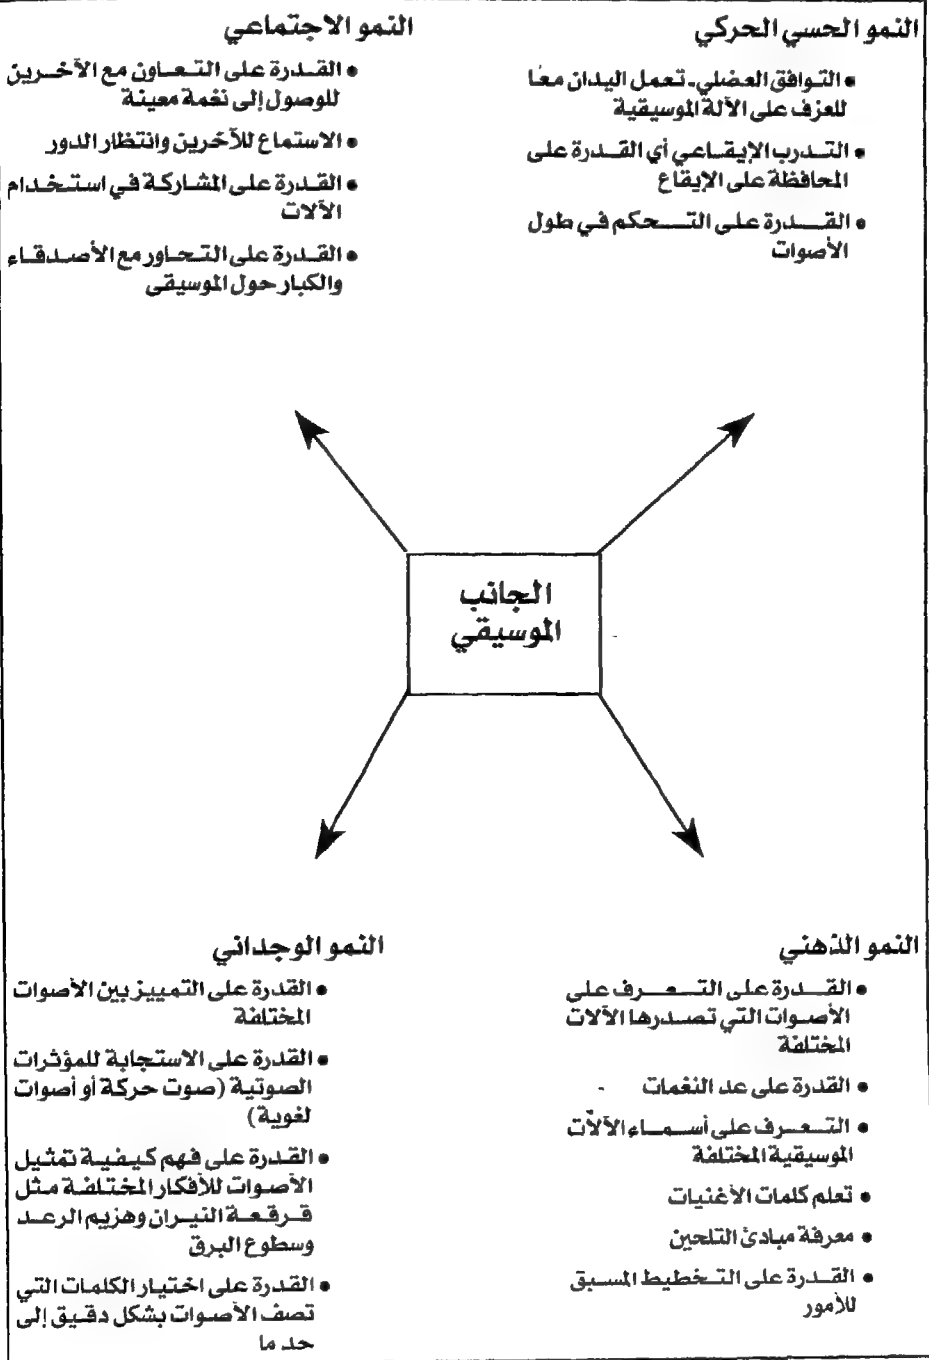 النمو الحسي الحركي
• التوافق العضلي. تعمل اليدان معًا
للعزف على الآلة الموسيقية
• التدرب الإيقاعي أي القدرة على
المحافظة على الإيقاع
• القدرة على التحكم في طول
الأصوات
النمو الاجتماعي
• القدرة على التعاون مع الآخرين
للوصول إلى نغمة معينة
• الاستماع للآخرين وانتظار الدور
• القدرة على المشاركة في استخدام
الآلات
• القدرة على التحاور مع الأصدقاء
والكبار حول الموسيقى
الجانب
الموسيقي
النمو الذهني
• القدرة على التعرف على
الأصوات التي تصدرها الآلات
المختلفة
• القدرة على عد النغمات
• التعرف على أسماء الآلات
الموسيقية المختلفة
• تعلم كلمات الأغنيات
• معرفة مبادئ التلحين
• القدرة على التخطيط المسبق
للأمور
النمو الوجداني
• القدرة على التمييز بين الأصوات
المختلفة
• القدرة على الاستجابة للمؤثرات
الصوتية (صوت حركة أو أصوات
لغوية)
• القدرة على فهم كيفية تمثيل
الأصوات للأفكار المختلفة مثل
قرقعة النيران وهزيم الرعد
وسطوع البرق
• القدرة على اختيار الكلمات التي
تصف الأصوات بشكل دقيق إلى
حد ما